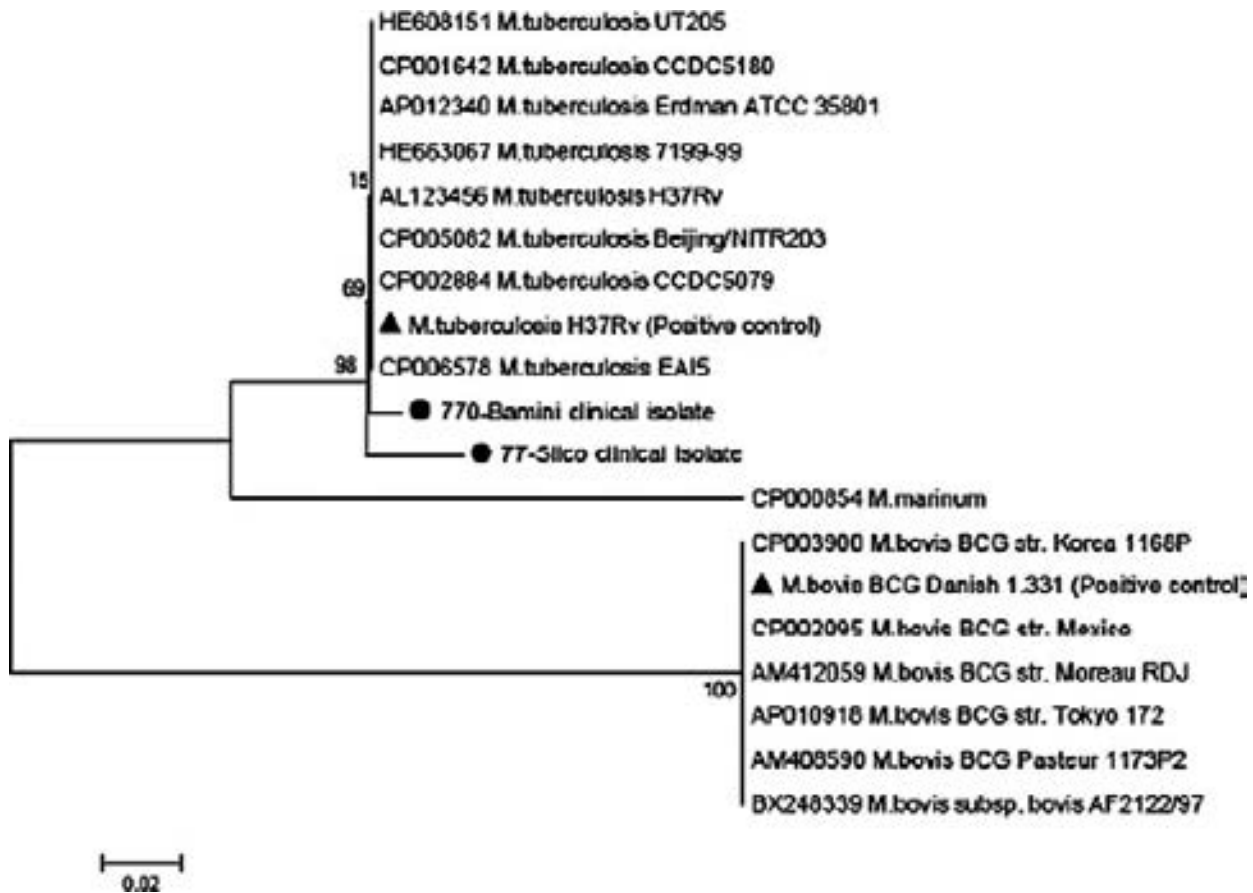 HE608151 M.tuberculosis UT205
CP001642 M.tuberculosis CCDC5180
AP012340 M.tuberculosis Erdman ATCC 35801
HE663067 M.tuberculosis 7199-99
15
AL123456 M.tuberculosis H37Rv
CP005082 M.tuberculosis Beijing/NITR203
69
CP002884 M.tuberculosis CCDC5079
▲ M.tuberculosis H37Rv (Positive control)
98
CP006578 M.tuberculosis EAI5
● 770-Bamini clinical isolate
● 77-Slico clinical isolate
CP000854 M.marinum
CP003900 M.bovis BCG str. Korea 1168P
▲ M.bovis BCG Danish 1.331 (Positive control)
CP002095 M.bovis BCG str. Mexico
AM412059 M.bovis BCG str. Moreau RDJ
100
AP010918 M.bovis BCG str. Tokyo 172
AM408590 M.bovis BCG Pasteur 1173P2
BX248339 M.bovis subsp. bovis AF2122/97
0.02